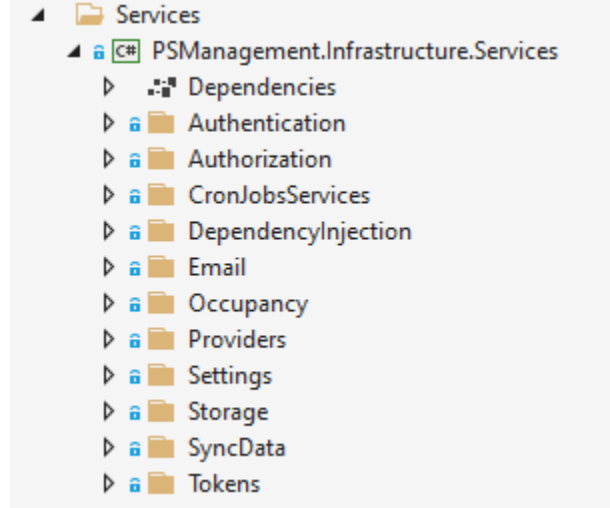 Services
C# PSManagement.Infrastructure.Services
Dependencies
Authentication
Authorization
CronJobsServices
DependencyInjection
Email
Occupancy
Providers
Settings
Storage
SyncData
Tokens